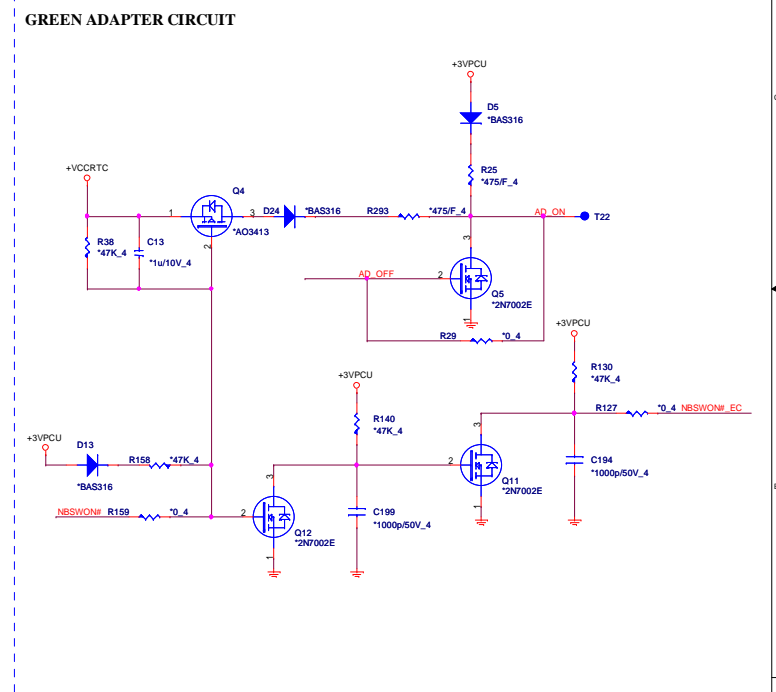 GREEN ADAPTER CIRCUIT
+3VPCU
D5
*BAS316
R25
*475/F_4
+VCCRTC
Q4
1
3
D24
*BAS316
R293
*475/F_4
AD_ON
T22
*AO3413
2
R38
*47K_4
C13
*1u/10V_4
3
AD_OFF
2
Q5
*2N7002E
1
R29
*0_4
+3VPCU
R130
*47K_4
+3VPCU
R127
*0_4
NBSWON#_EC
R140
*47K_4
3
+3VPCU
D13
R158
*47K_4
*BAS316
2
Q11
*2N7002E
1
C194
*1000p/50V_4
3
NBSWON#
R159
*0_4
2
Q12
*2N7002E
1
C199
*1000p/50V_4